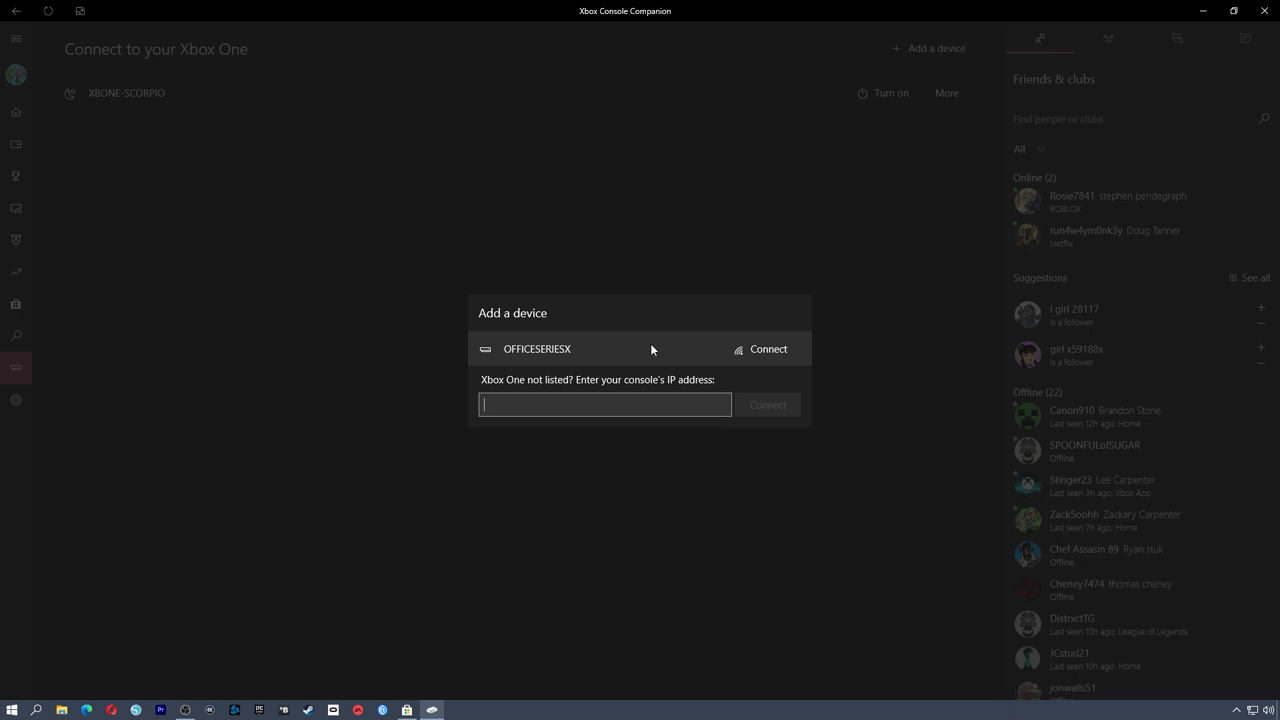 Xbox Console Companion
Connect to your Xbox One
+ Add a device
XBONE-SCORPIO
Turn on
More
Add a device
OFFICESERIESX
Connect
Xbox One not listed? Enter your console's IP address:
Connect
Friends & clubs
Find people or clubs
All
Online (2)
Rosie7841 stephen pendegraph
ROBLOX
run4w4ym0nk3y Doug Tanner
Netflix
Suggestions
See all
I girl 28117
Is a follower
girl x59188x
Is a follower
Offline (22)
Canon910 Brandon Stone
Last seen 12h ago: Home
SPOONFULofSUGAR
Offline
Stinger23 Lee Carpenter
Last seen 3h ago: Xbox App
Zack5oohh Zackary Carpenter
Last seen 7h ago: Home
Chef Assasin 89 Ryan stuk
Offline
Cheney7474 thomas cheney
Offline
DistrxctTG
Last seen 10h ago: League of Legends
JCstud21
Last seen 10h ago: Home
jonwalls51
Pr